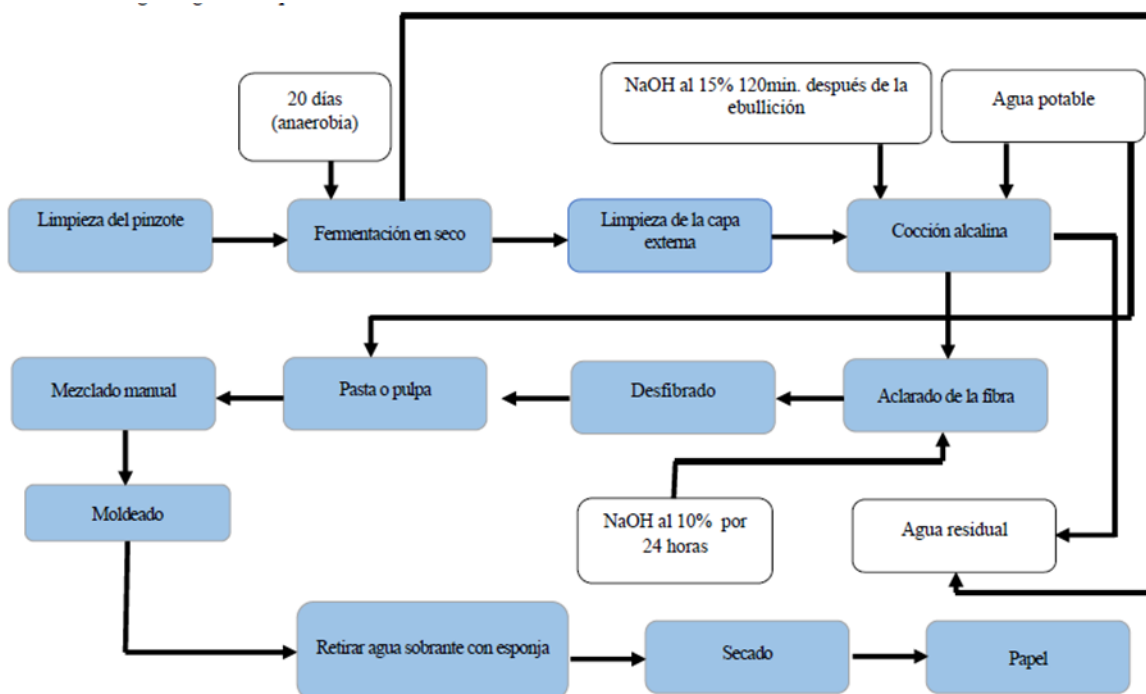 20 días
(anaerobia)
NaOH al 15% 120min. después de la
ebullición
Agua potable
Limpieza del pinzote
Fermentación en seco
Limpieza de la capa
externa
Cocción alcalina
Mezclado manual
Pasta o pulpa
Desfibrado
Aclarado de la fibra
Moldeado
NaOH al 10% por
24 horas
Agua residual
Retirar agua sobrante con esponja
Secado
Papel